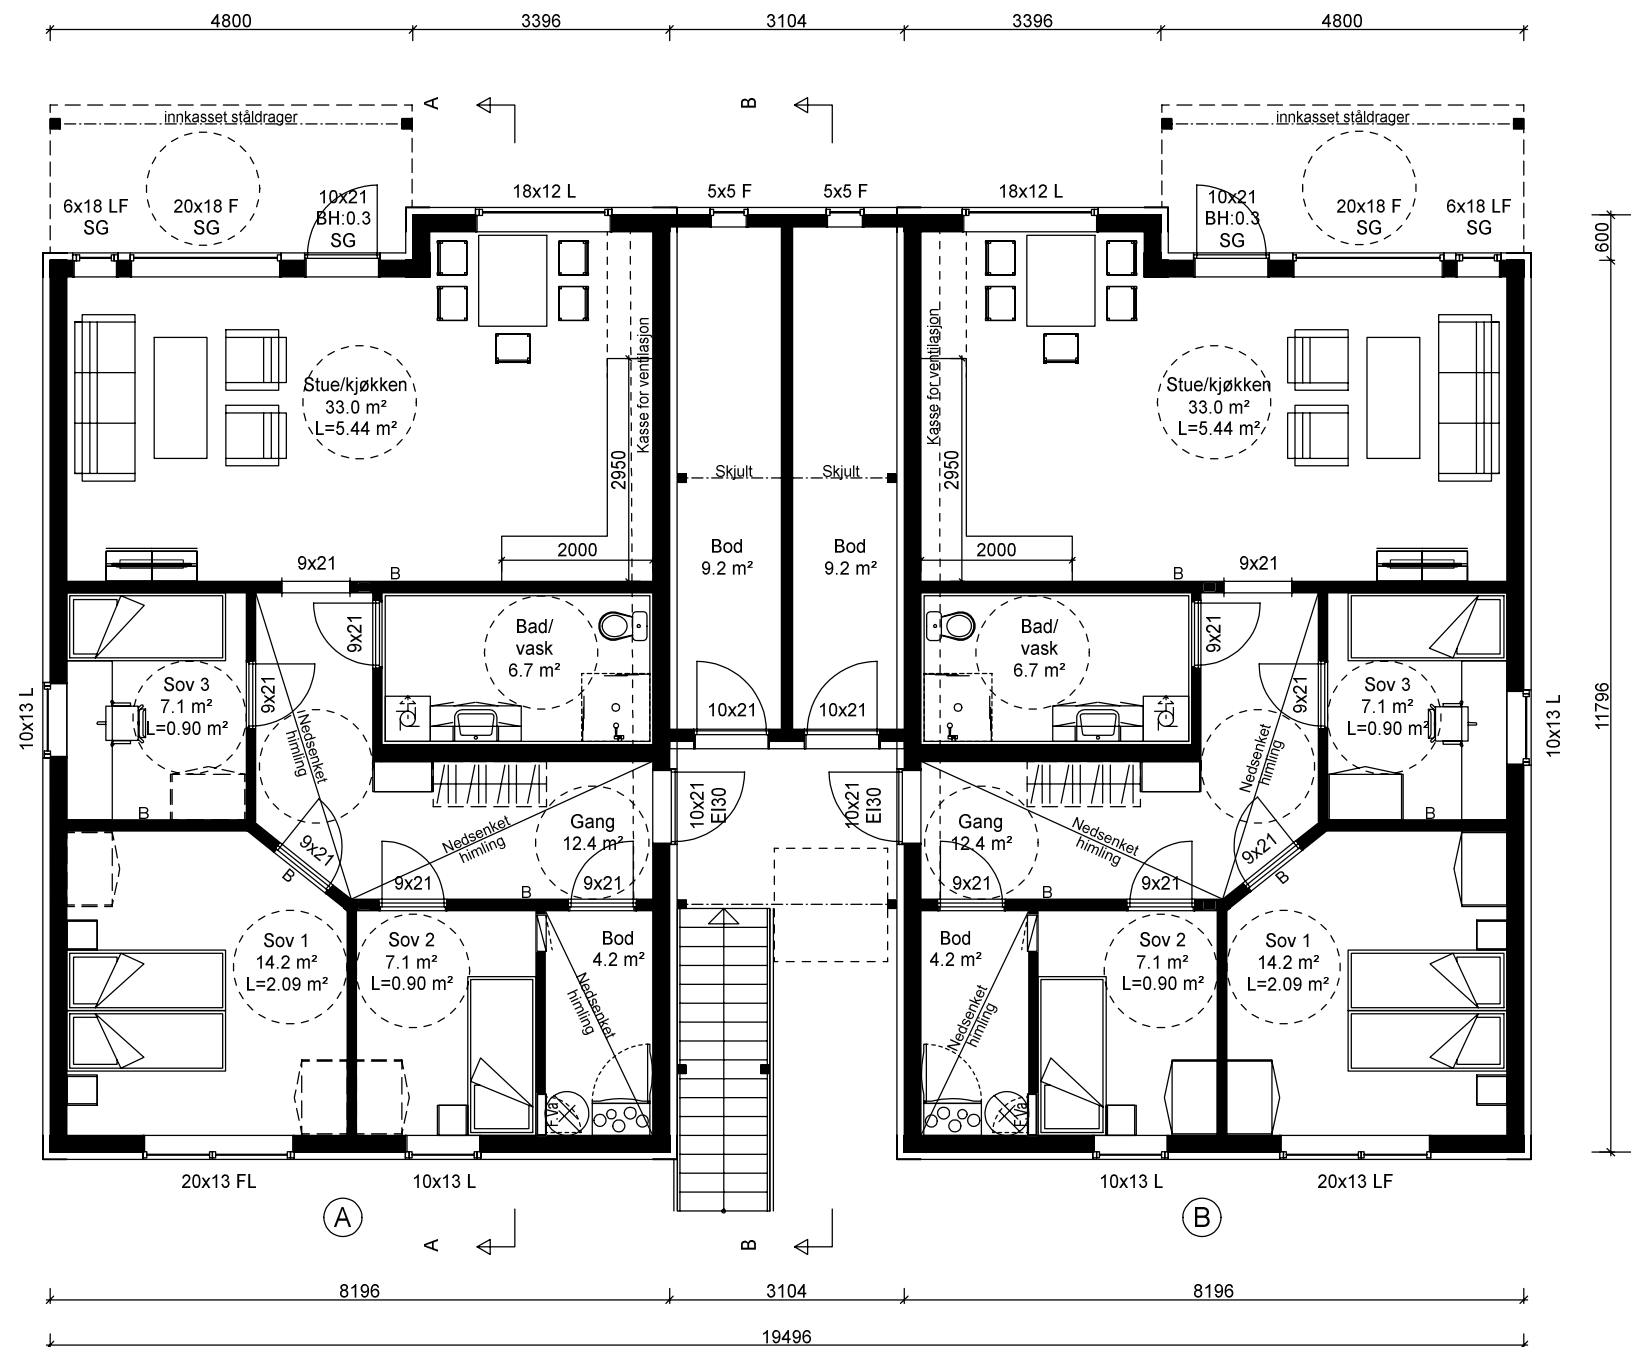 4800
3396
3104
3396
4800
A
B
innkasset ståldrager
innkasset ståldrager
6x18 LF
SG
20x18 F
SG
10x21
BH:0.3
SG
18x12 L
5x5 F
5x5 F
18x12 L
10x21
BH:0.3
SG
20x18 F
SG
6x18 LF
SG
600
Stue/kjøkken
33.0 m²
L=5.44 m²
Kasse for ventilasjon
Kasse for ventilasjon
Stue/kjøkken
33.0 m²
L=5.44 m²
2950
Skjult
Skjult
2950
2000
Bod
9.2 m²
Bod
9.2 m²
2000
9x21
B
B
9x21
9x21
Bad/
vask
6.7 m²
Bad/
vask
6.7 m²
9x21
10x13 L
Sov 3
7.1 m²
L=0.90 m²
9x21
Nedsenket
himling
10x21
10x21
Nedsenket
himling
9x21
Sov 3
7.1 m²
L=0.90 m²
10x13 L
11796
B
10x21
EI30
10x21
EI30
B
9x21
B
Nedsenket
himling
Gang
12.4 m²
Gang
12.4 m²
Nedsenket
himling
9x21
B
9x21
B
9x21
9x21
B
9x21
Sov 1
14.2 m²
L=2.09 m²
Sov 2
7.1 m²
L=0.90 m²
Bod
4.2 m²
Nedsenket
himling
Bod
4.2 m²
Nedsenket
himling
Sov 2
7.1 m²
L=0.90 m²
Sov 1
14.2 m²
L=2.09 m²
20x13 FL
10x13 L
10x13 L
20x13 LF
A
B
A
B
8196
3104
8196
19496